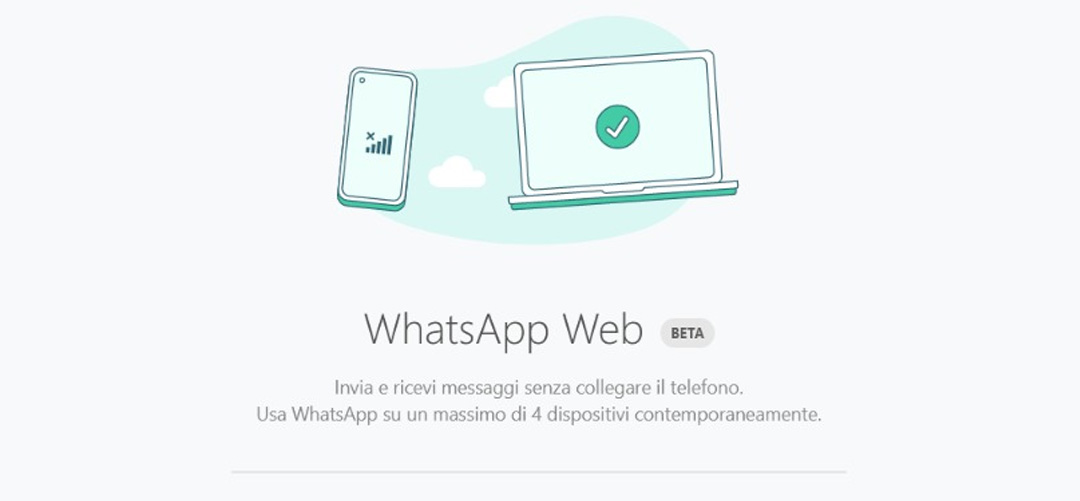 WhatsApp Web BETA
Invia e ricevi messaggi senza collegare il telefono.
Usa WhatsApp su un massimo di 4 dispositivi contemporaneamente.